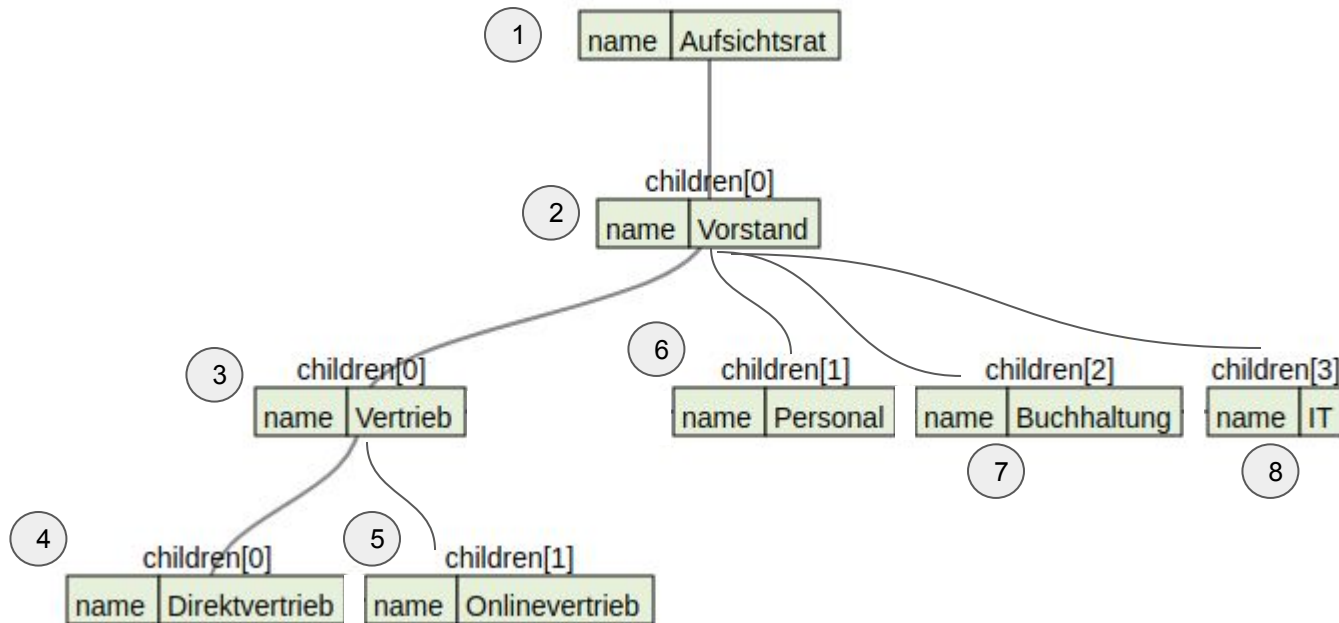 1
name Aufsichtsrat
children[0]
2
name Vorstand
6
3
children[0]
children[1]
children[2]
children[3]
name Vertrieb
name Personal
name Buchhaltung
name IT
7
8
4
5
children[0]
children[1]
name Direktvertrieb
name Onlinevertrieb